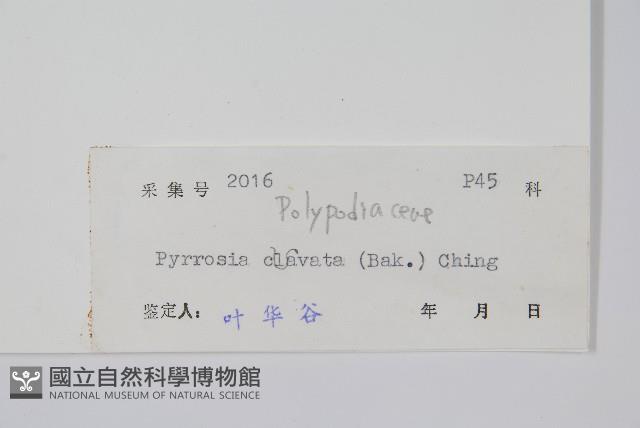 采集号 2016 P45 科
Polypodiaceae
Pyrrosia clavata (Bak.) Ching
鉴定人: 叶华谷 年 月 日
國立自然科學博物館
NATIONAL MUSEUM OF NATURAL SCIENCE